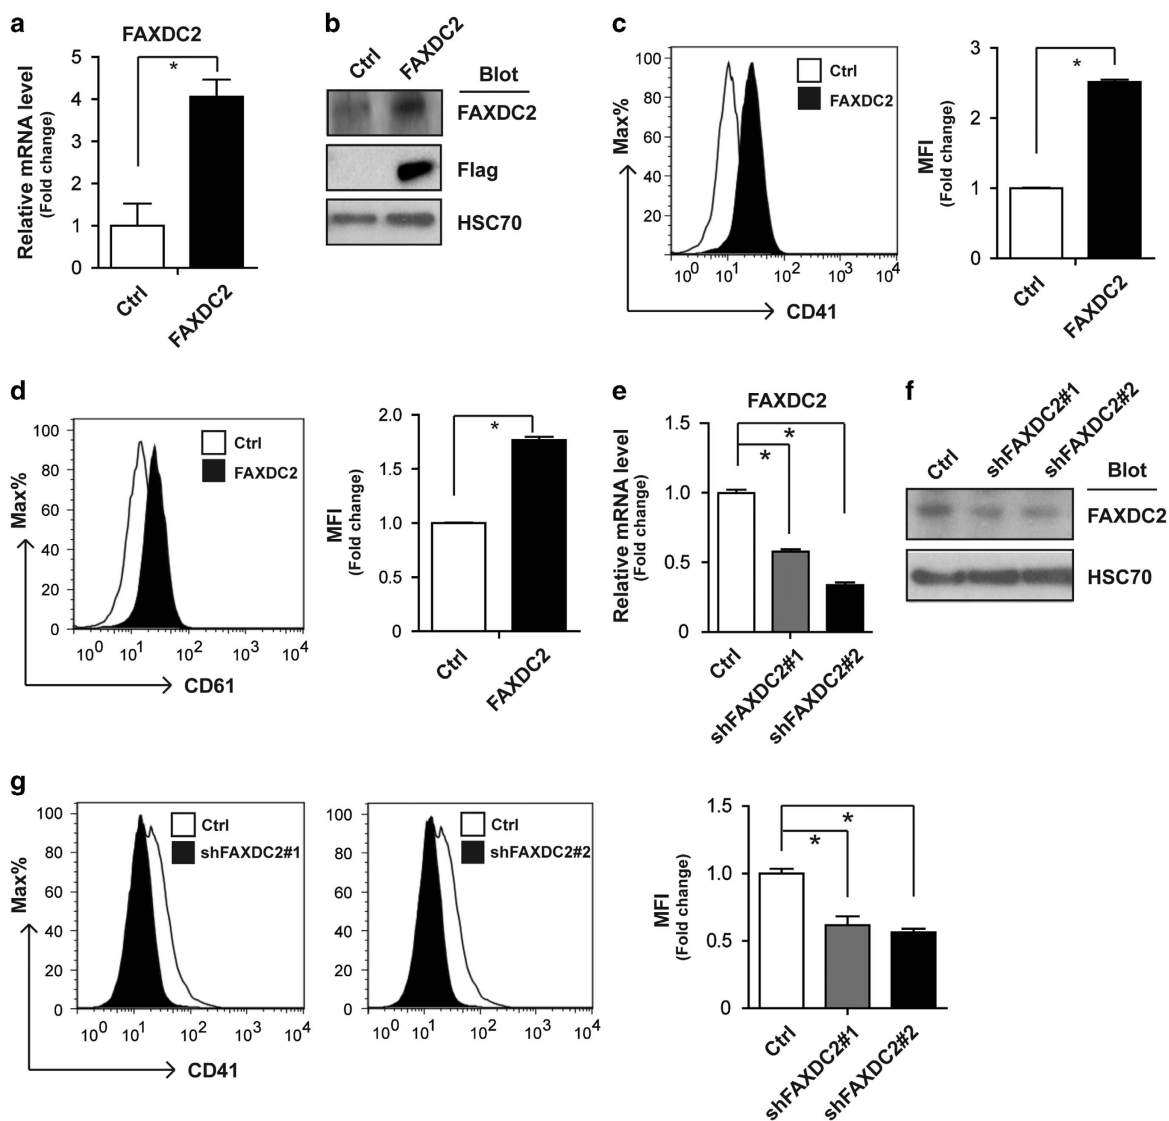 a
FAXDC2
Relative mRNA level
(Fold change)
5
4
3
2
1
0
*
Ctrl
FAXDC2
b
Ctrl
FAXDC2
Blot
FAXDC2
Flag
HSC70
c
Max%
100
80
60
40
20
Ctrl
FAXDC2
10^0 10^1 10^2 10^3 10^4
CD41
MFI
(Fold change)
3
2
1
0
*
Ctrl
FAXDC2
d
Max%
100
80
60
40
20
0
Ctrl
FAXDC2
10^0 10^1 10^2 10^3 10^4
CD61
MFI
(Fold change)
2.0
1.5
1.0
0.5
0
*
Ctrl
FAXDC2
e
FAXDC2
Relative mRNA level
(Fold change)
1.5
1.0
0.5
0
*
*
Ctrl
shFAXDC2#1
shFAXDC2#2
f
Ctrl
shFAXDC2#1
shFAXDC2#2
Blot
FAXDC2
HSC70
g
Max%
100
80
60
40
20
0
Ctrl
shFAXDC2#1
10^0 10^1 10^2 10^3 10^4
CD41
100
80
60
40
20
0
Ctrl
shFAXDC2#2
10^0 10^1 10^2 10^3 10^4
MFI
(Fold change)
1.5
1.0
0.5
0
*
*
Ctrl
shFAXDC2#1
shFAXDC2#2